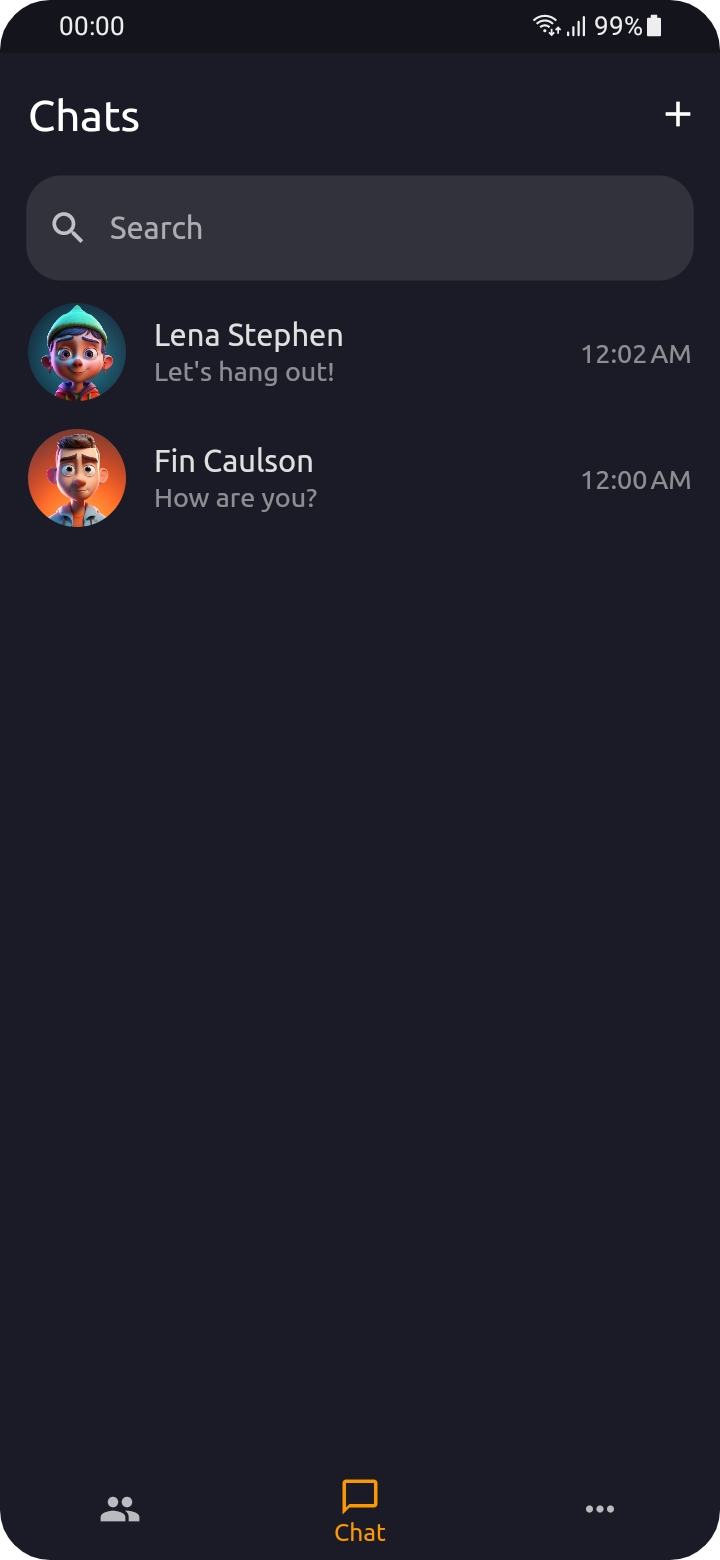 00:00 99%
Chats
Search
Lena Stephen
Let's hang out! 12:02 AM
Fin Caulson
How are you? 12:00 AM
Chat